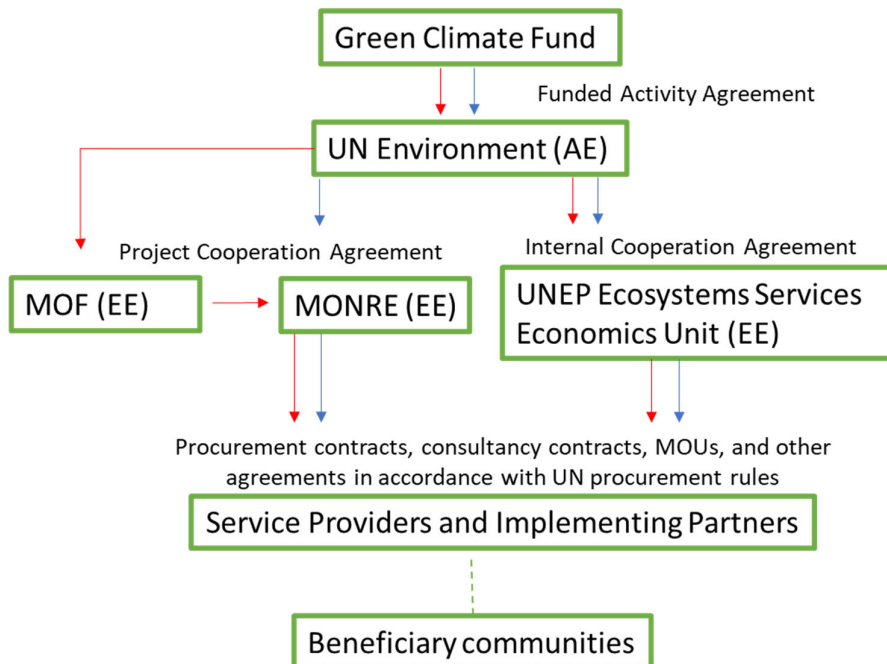 Green Climate Fund
Funded Activity Agreement
UN Environment (AE)
Project Cooperation Agreement
Internal Cooperation Agreement
MOF (EE)
MONRE (EE)
UNEP Ecosystems Services
Economics Unit (EE)
Procurement contracts, consultancy contracts, MOUs, and other
agreements in accordance with UN procurement rules
Service Providers and Implementing Partners
Beneficiary communities